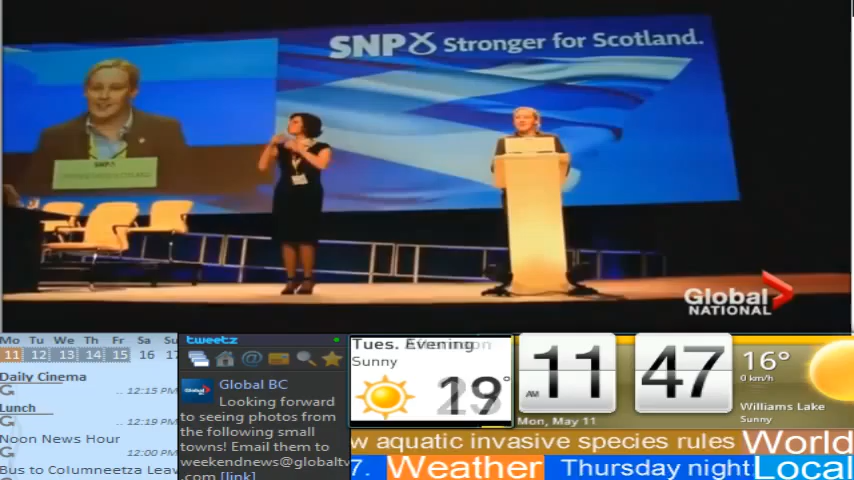 SNP Stronger for Scotland.
SNP
Global
NATIONAL
Mo Tu We Th Fr Sa Su
11 12 13 14 15 16 17
Daily Cinema
.. 12:15 PM
Lunch
.. 12:19 PM
Noon News Hour
12:00 PM
Bus to Columneetza Leav
tweetz
Global BC
Looking forward
to seeing photos from
the following small
towns! Email them to
weekendnews@globaltv
.com [link]
Tues. Evening
Sunny
19°
AM
11 47
Mon, May 11
16°
0 km/h
Williams Lake
Sunny
w aquatic invasive species rules World
7. Weather Thursday night: Local